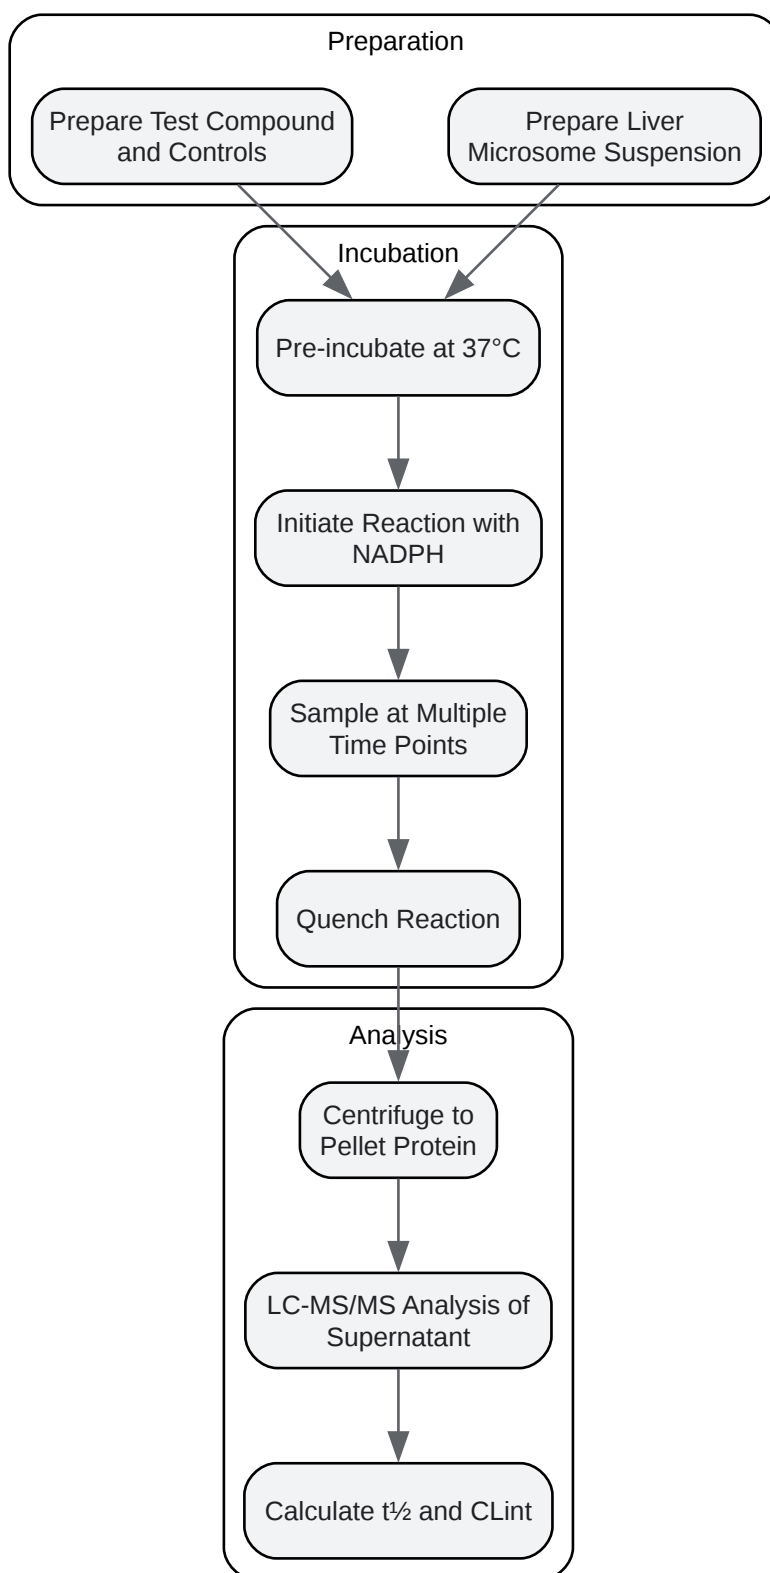 Preparation
Prepare Test Compound
and Controls
Prepare Liver
Microsome Suspension
Incubation
Pre-incubate at 37°C
Initiate Reaction with
NADPH
Sample at Multiple
Time Points
Quench Reaction
Analysis
Centrifuge to
Pellet Protein
LC-MS/MS Analysis of
Supernatant
Calculate t½ and CLint